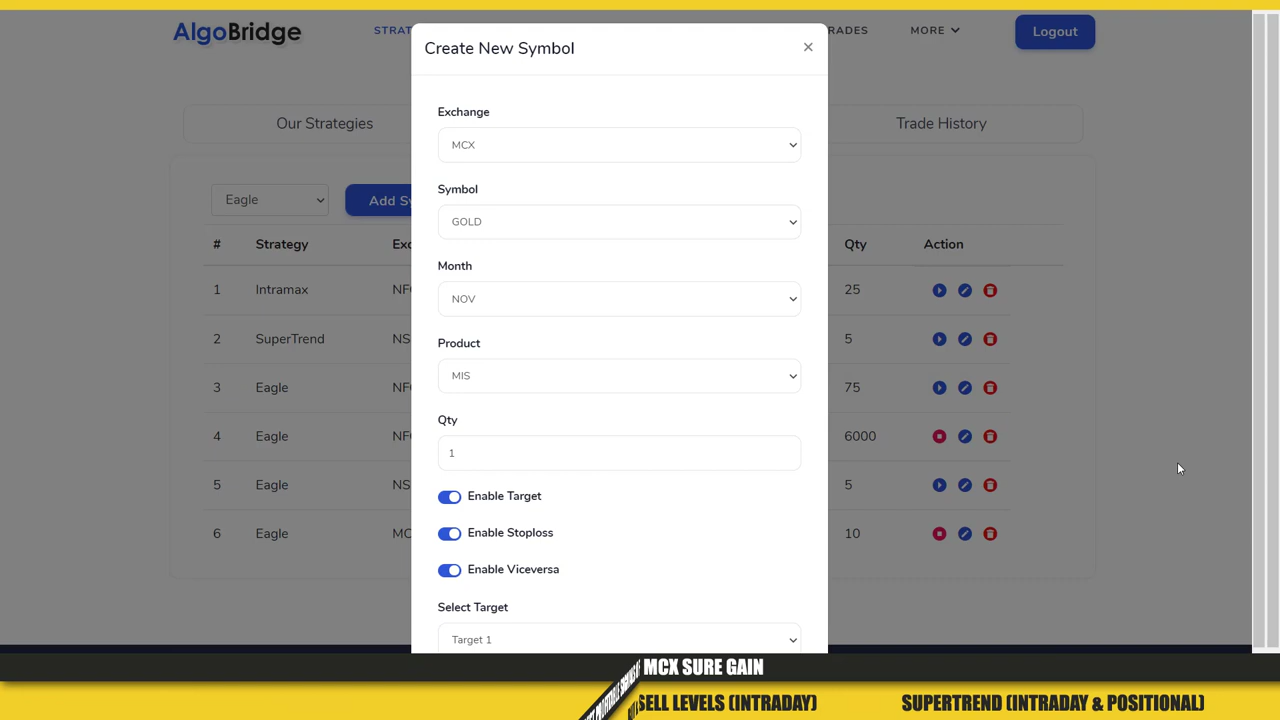 AlgoBridge
STRAT
RADES
MORE
Logout
Create New Symbol
×
Our Strategies
Trade History
Exchange
MCX
Symbol
GOLD
Eagle
Add Sy
Month
NOV
Product
MIS
Qty
1
Enable Target
Enable Stoploss
Enable Viceversa
Select Target
Target 1
# Strategy Exc Qty Action
1 Intramax NF 25
2 SuperTrend NS 5
3 Eagle NF 75
4 Eagle NF 6000
5 Eagle NS 5
6 Eagle MC 10
MCX SURE GAIN
SELL LEVELS (INTRADAY)
SUPERTREND (INTRADAY & POSITIONAL)